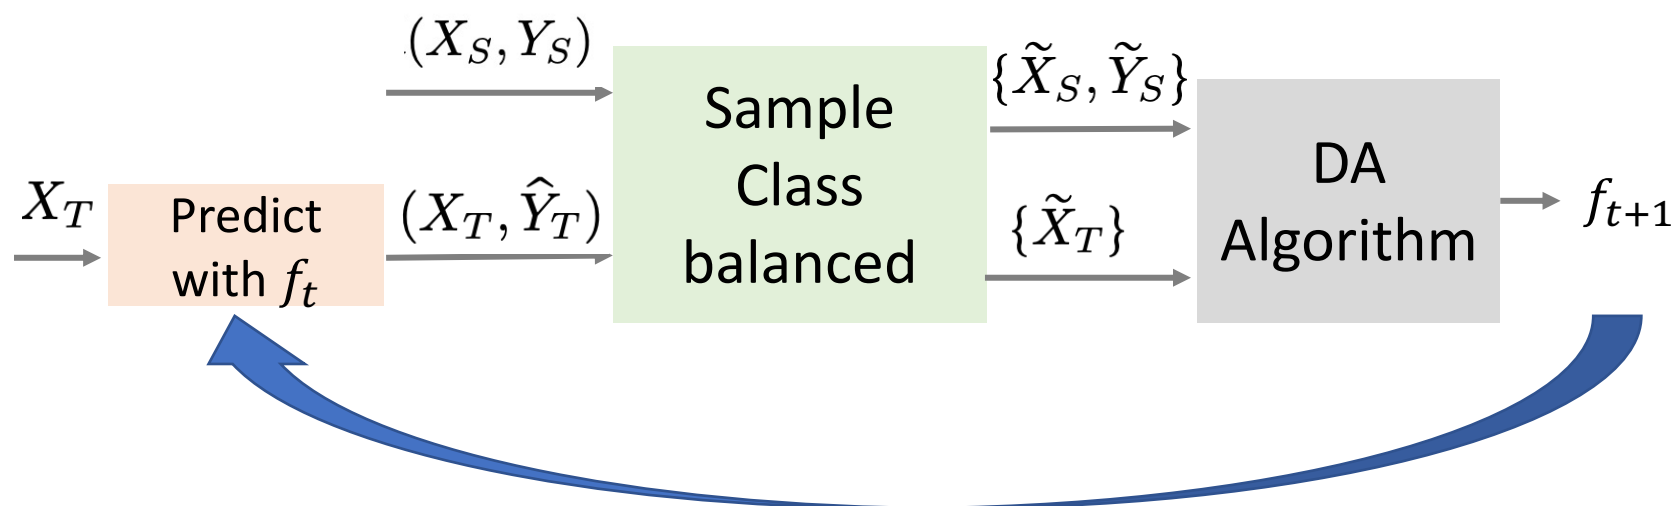 (X_S, Y_S)
Sample
Class
balanced
{X̃_S, Ỹ_S}
DA
Algorithm
f_{t+1}
X_T
Predict
with f_t
(X_T, Ŷ_T)
{X̃_T}